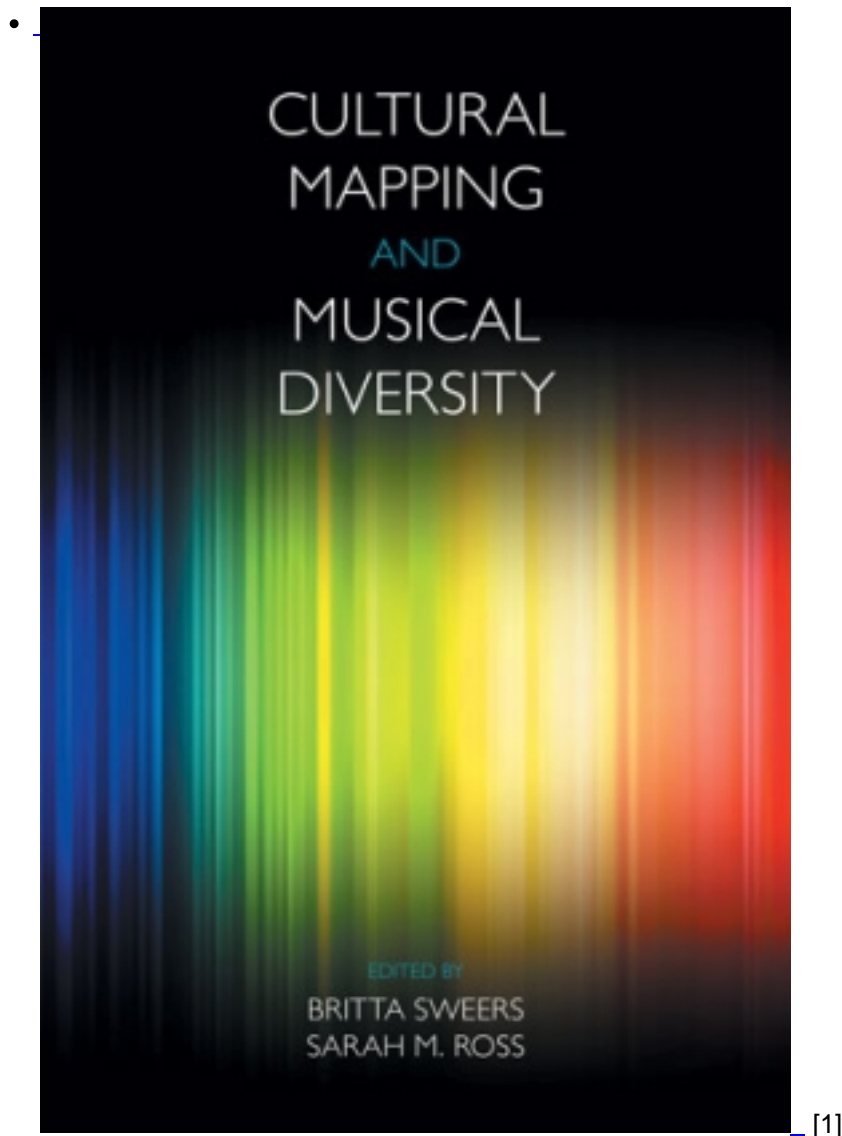 CULTURAL
MAPPING
AND
MUSICAL
DIVERSITY
EDITED BY
BRITTA SWEERS
SARAH M. ROSS
[1]